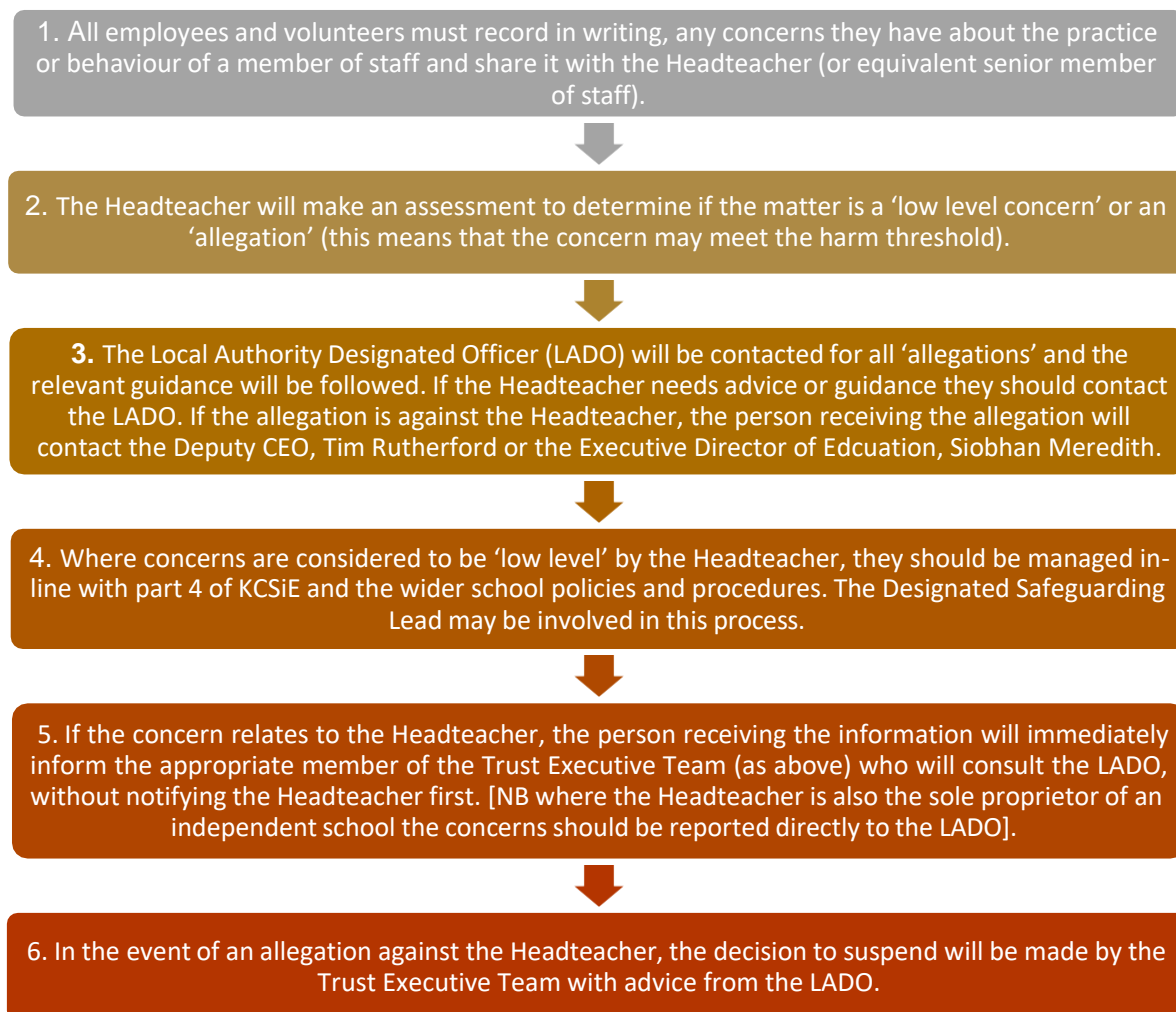 1. All employees and volunteers must record in writing, any concerns they have about the practice
or behaviour of a member of staff and share it with the Headteacher (or equivalent senior member
of staff).
2. The Headteacher will make an assessment to determine if the matter is a ‘low level concern’ or an
‘allegation’ (this means that the concern may meet the harm threshold).
3. The Local Authority Designated Officer (LADO) will be contacted for all ‘allegations’ and the
relevant guidance will be followed. If the Headteacher needs advice or guidance they should contact
the LADO. If the allegation is against the Headteacher, the person receiving the allegation will
contact the Deputy CEO, Tim Rutherford or the Executive Director of Edcuation, Siobhan Meredith.
4. Where concerns are considered to be ‘low level’ by the Headteacher, they should be managed in-
line with part 4 of KCSiE and the wider school policies and procedures. The Designated Safeguarding
Lead may be involved in this process.
5. If the concern relates to the Headteacher, the person receiving the information will immediately
inform the appropriate member of the Trust Executive Team (as above) who will consult the LADO,
without notifying the Headteacher first. [NB where the Headteacher is also the sole proprietor of an
independent school the concerns should be reported directly to the LADO].
6. In the event of an allegation against the Headteacher, the decision to suspend will be made by the
Trust Executive Team with advice from the LADO.